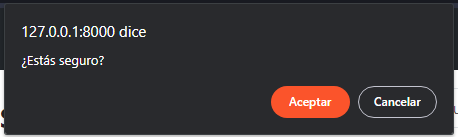 127.0.0.1:8000 dice
¿Estás seguro?
Aceptar
Cancelar